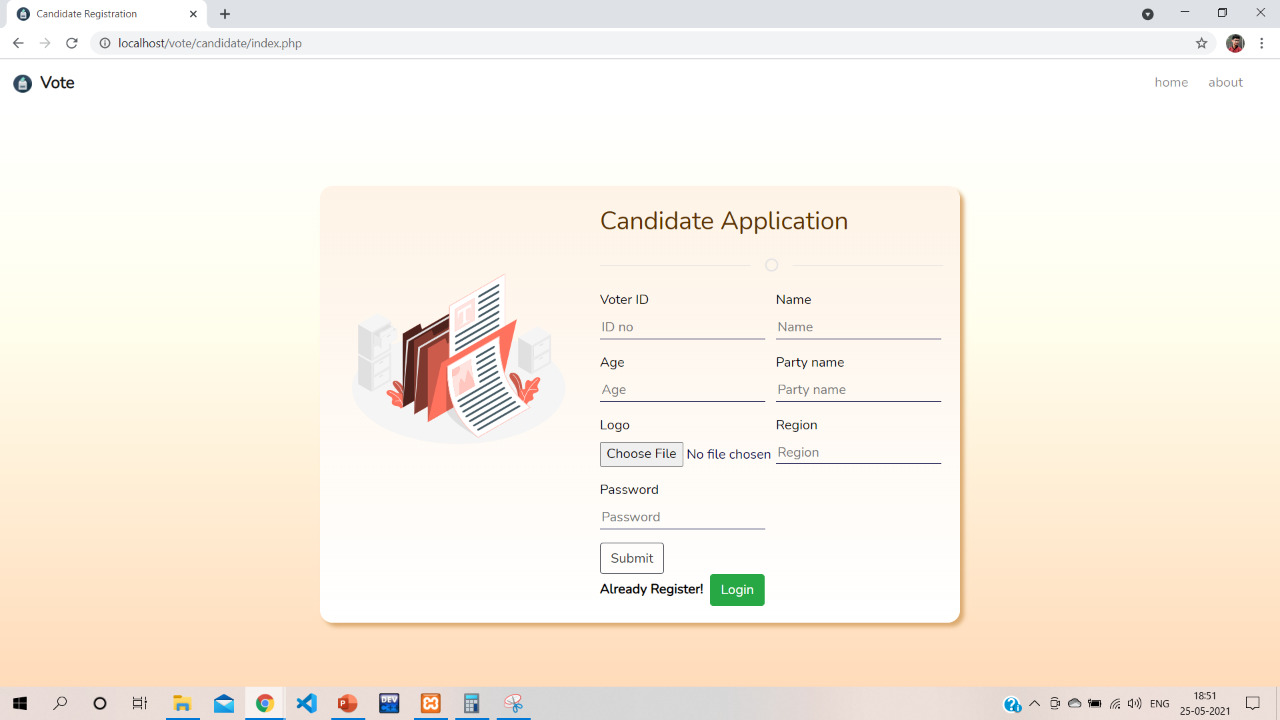 Candidate Registration
localhost/vote/candidate/index.php
Vote
home about
Candidate Application
Voter ID Name
ID no Name
Age Party name
Age Party name
Logo Region
Choose File No file chosen Region
Password
Password
Submit
Already Register! Login
T
DEV
ENG 18:51
25-05-2021